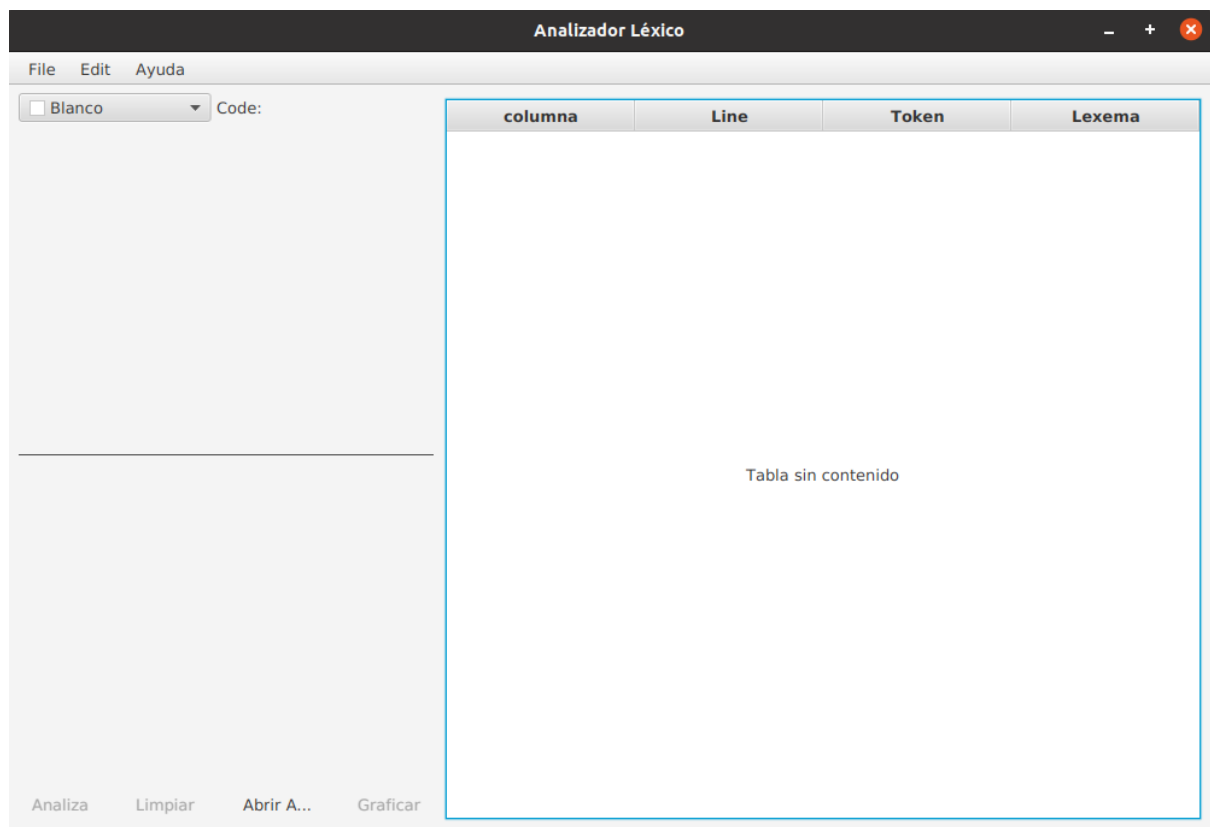 Analizador Léxico
File Edit Ayuda
Blanco Code:
columna Line Token Lexema
Tabla sin contenido
Analiza Limpiar Abrir A... Graficar